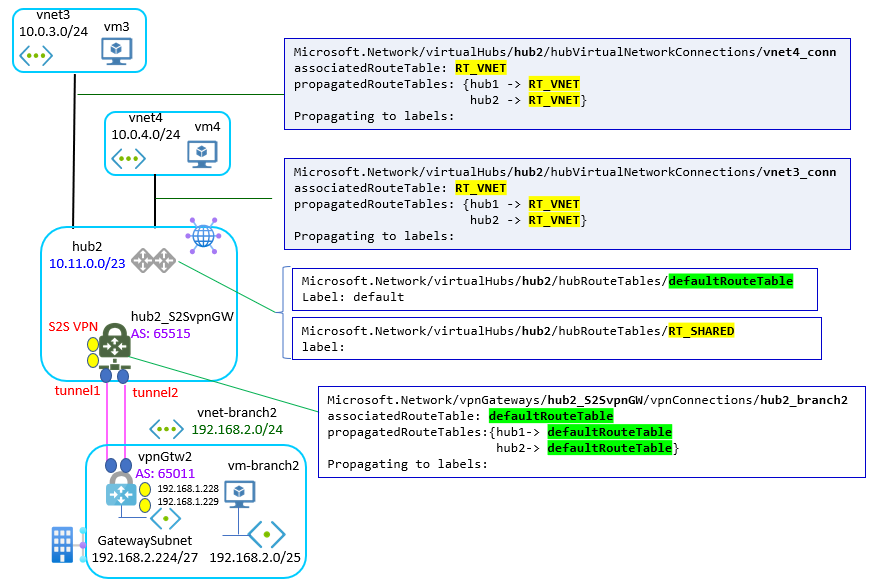 vnet3
10.0.3.0/24
vm3
Microsoft.Network/virtualHubs/hub2/hubVirtualNetworkConnections/vnet4_conn
associatedRouteTable: RT_VNET
propagatedRouteTables: {hub1 -> RT_VNET
hub2 -> RT_VNET}
Propagating to labels:
vnet4
10.0.4.0/24
vm4
Microsoft.Network/virtualHubs/hub2/hubVirtualNetworkConnections/vnet3_conn
associatedRouteTable: RT_VNET
propagatedRouteTables: {hub1 -> RT_VNET
hub2 -> RT_VNET}
Propagating to labels:
hub2
10.11.0.0/23
Microsoft.Network/virtualHubs/hub2/hubRouteTables/defaultRouteTable
Label: default
Microsoft.Network/virtualHubs/hub2/hubRouteTables/RT_SHARED
label:
hub2_S2SvpnGW
S2S VPN
AS: 65515
tunnel1
tunnel2
Microsoft.Network/vpnGateways/hub2_S2SvpnGW/vpnConnections/hub2_branch2
associatedRouteTable: defaultRouteTable
propagatedRouteTables:{hub1-> defaultRouteTable
hub2-> defaultRouteTable}
Propagating to labels:
vnet-branch2
192.168.2.0/24
vpnGtw2
AS: 65011
vm-branch2
192.168.1.228
192.168.1.229
GatewaySubnet
192.168.2.224/27
192.168.2.0/25